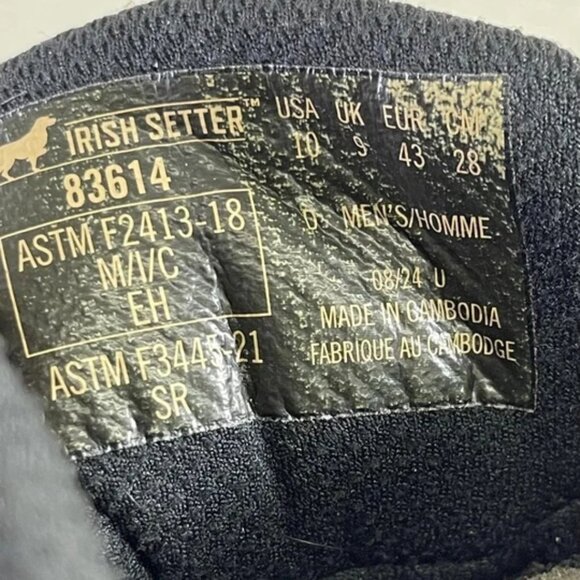 IRISH SETTER™
83614
ASTM F2413-18
M/I/C
EH
ASTM F3445-21
SR
USA UK EUR CM
10 9 43 28
D MEN'S/HOMME
08/24 U
MADE IN CAMBODIA
FABRIQUE AU CAMBODGE